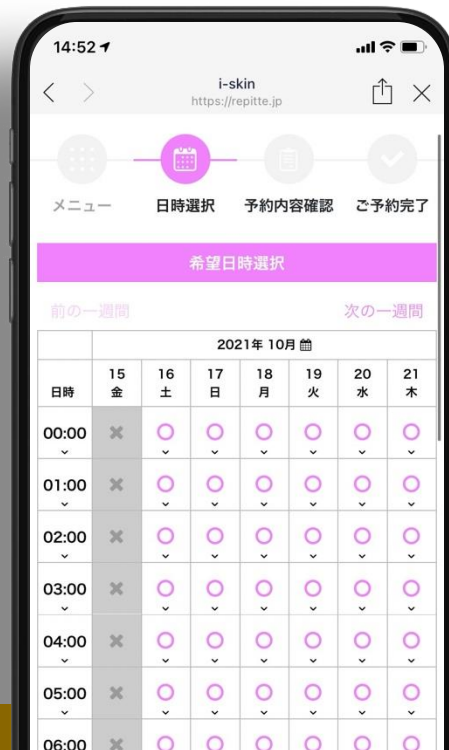 14:52
i-skin
https://repitte.jp
メニュー 日時選択 予約内容確認 ご予約完了
希望日時選択
前の一週間 次の一週間
2021年 10月
日時 15 16 17 18 19 20 21
金 土 日 月 火 水 木
00:00
01:00
02:00
03:00
04:00
05:00
06:00